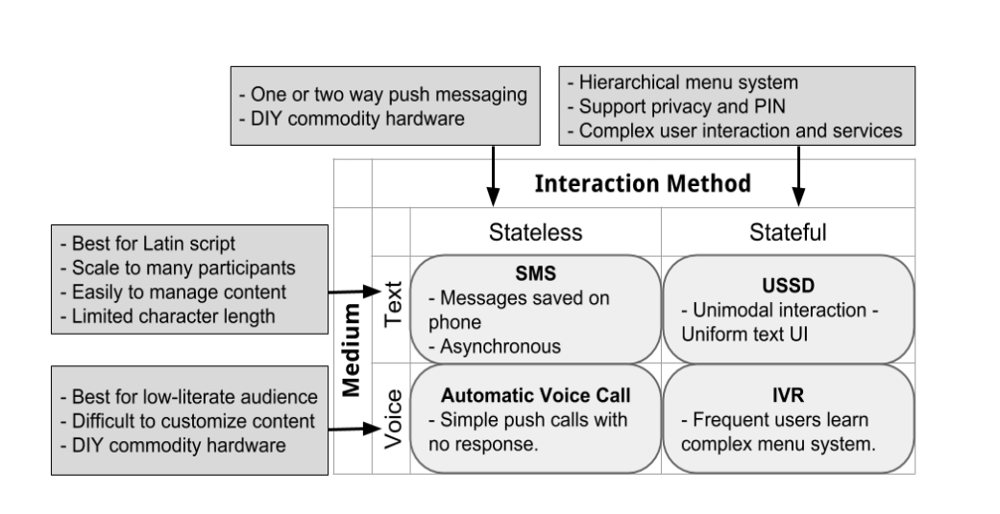 - One or two way push messaging
- DIY commodity hardware
- Hierarchical menu system
- Support privacy and PIN
- Complex user interaction and services
Interaction Method
Stateless
Stateful
- Best for Latin script
- Scale to many participants
- Easily to manage content
- Limited character length
- Best for low-literate audience
- Difficult to customize content
- DIY commodity hardware
Medium
Text
SMS
- Messages saved on
phone
- Asynchronous
USSD
- Unimodal interaction -
Uniform text UI
Voice
Automatic Voice Call
- Simple push calls with
no response.
IVR
- Frequent users learn
complex menu system.